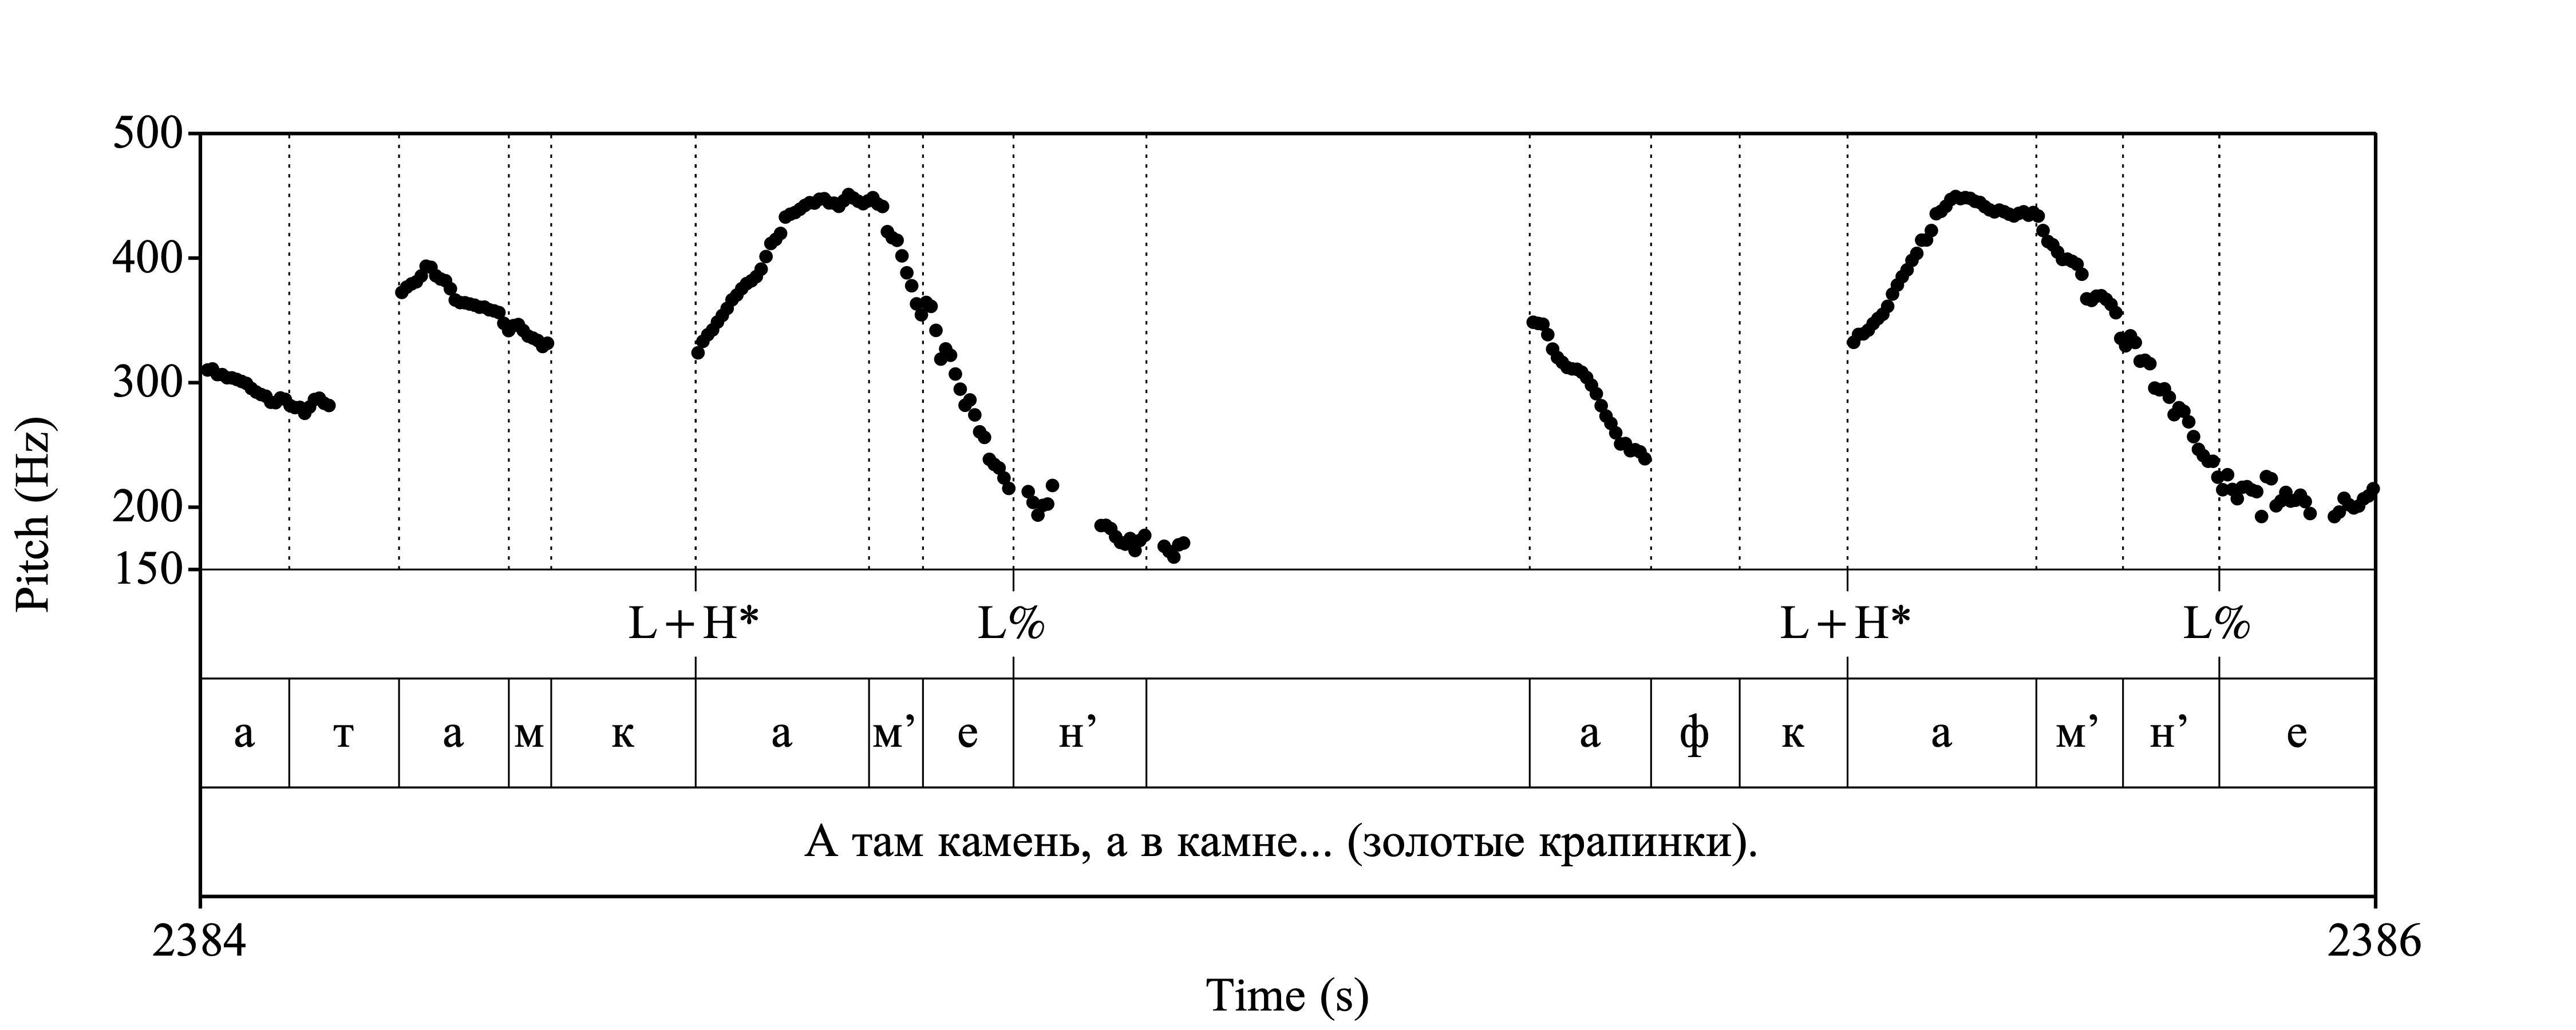 500
400
300
200
150
Pitch (Hz)
L+H* L% L+H* L%
а т а м к а м’ е н’ а ф к а м’ н’ е
А там камень, а в камне... (золотые крапинки).
2384 2386
Time (s)